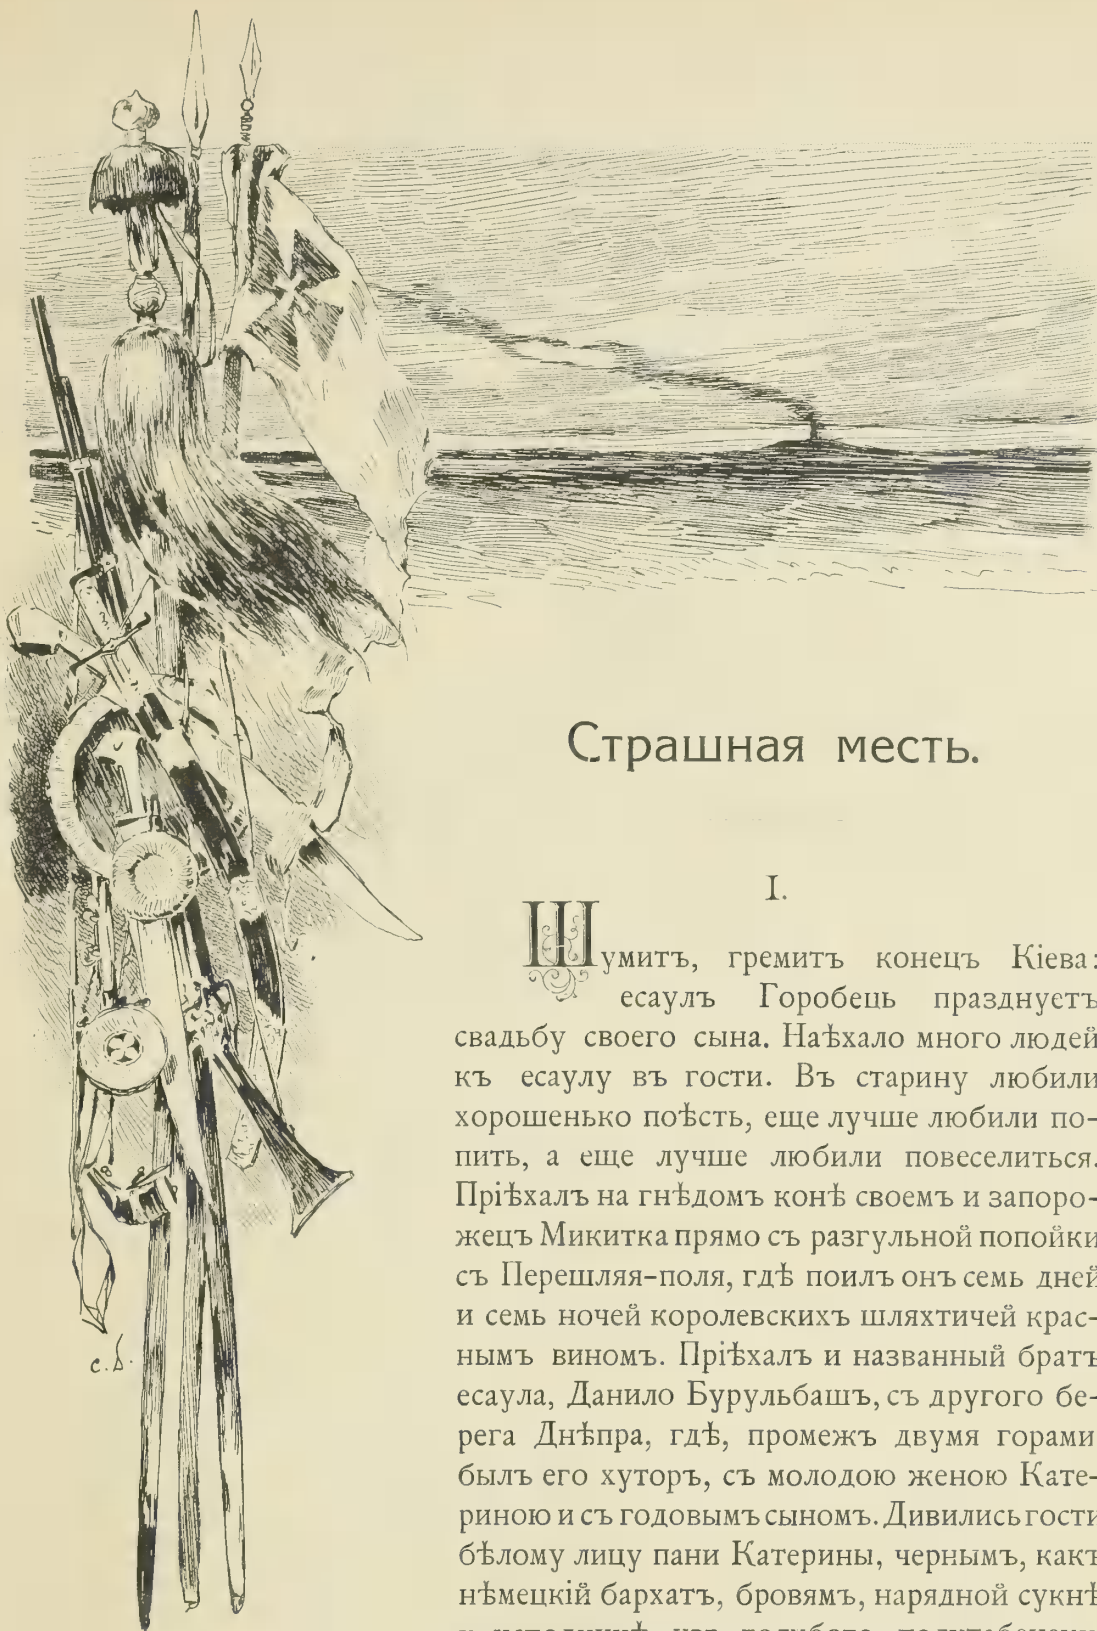 Страшная месть.
I.
Шумитъ, гремитъ конецъ Кіева:
есаулъ Горобець празднуетъ
свадьбу своего сына. Наѣхало много людей
къ есаулу въ гости. Въ старину любили
хорошенько поѣсть, еще лучше любили по-
пить, а еще лучше любили повеселиться.
Пріѣхалъ на гнѣдомъ конѣ своемъ и запоро-
жецъ Микитка прямо съ разгульной попойки
съ Перешляя-поля, гдѣ поилъ онъ семь дней
и семь ночей королевскихъ шляхтичей крас-
нымъ виномъ. Пріѣхалъ и названный братъ
есаула, Данило Бурульбашъ, съ другого бе-
рега Днѣпра, гдѣ, промежъ двумя горами
былъ его хуторъ, съ молодою женою Кате-
риною и съ годовымъ сыномъ. Дивились гости
бѣлому лицу пани Катерины, чернымъ, какъ
нѣмецкій бархатъ, бровямъ, нарядной сукнѣ
с.д.